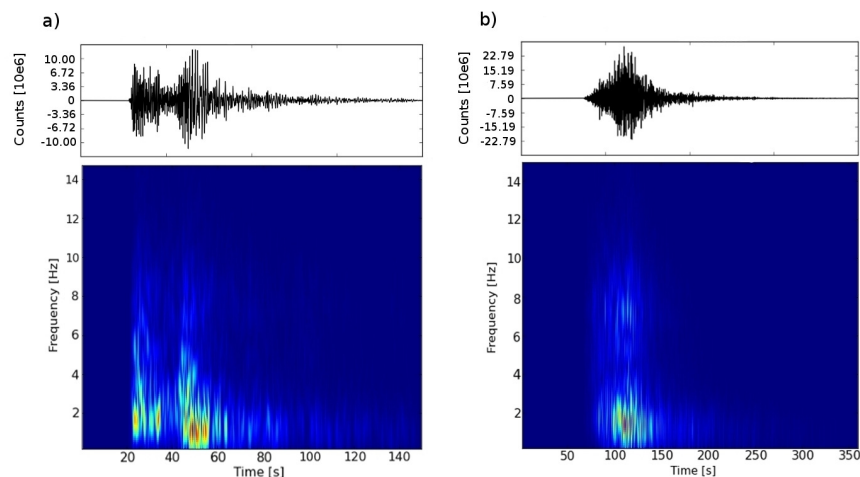 a)
Counts [10e6]
10.00
6.72
3.36
0
-3.36
-6.72
-10.00
Frequency [Hz]
14
12
10
8
6
4
2
20 40 60 80 100 120 140
Time [s]
b)
Counts [10e6]
22.79
15.19
7.59
0
-7.59
-15.19
-22.79
Frequency [Hz]
14
12
10
8
6
4
2
50 100 150 200 250 300 350
Time [s]